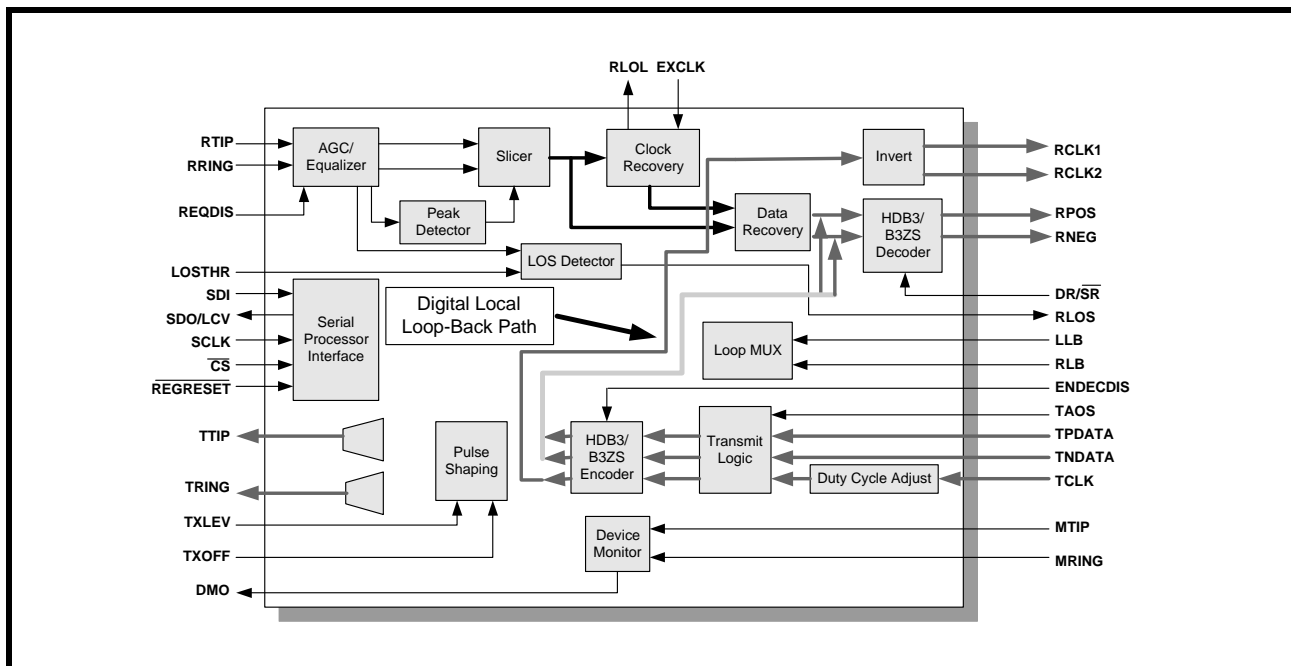 RLOL EXCLK
RTIP
RRING
REQDIS
LOSTHR
SDI
SDO/LCV
SCLK
CS
REGRESET
TTIP
TRING
TXLEV
TXOFF
DMO
AGC/
Equalizer
Slicer
Clock
Recovery
Invert
Peak
Detector
Data
Recovery
HDB3/
B3ZS
Decoder
LOS Detector
Serial
Processor
Interface
Digital Local
Loop-Back Path
Loop MUX
Pulse
Shaping
HDB3/
B3ZS
Encoder
Transmit
Logic
Duty Cycle Adjust
Device
Monitor
RCLK1
RCLK2
RPOS
RNEG
DR/SR
RLOS
LLB
RLB
ENDECDIS
TAOS
TPDATA
TNDATA
TCLK
MTIP
MRING